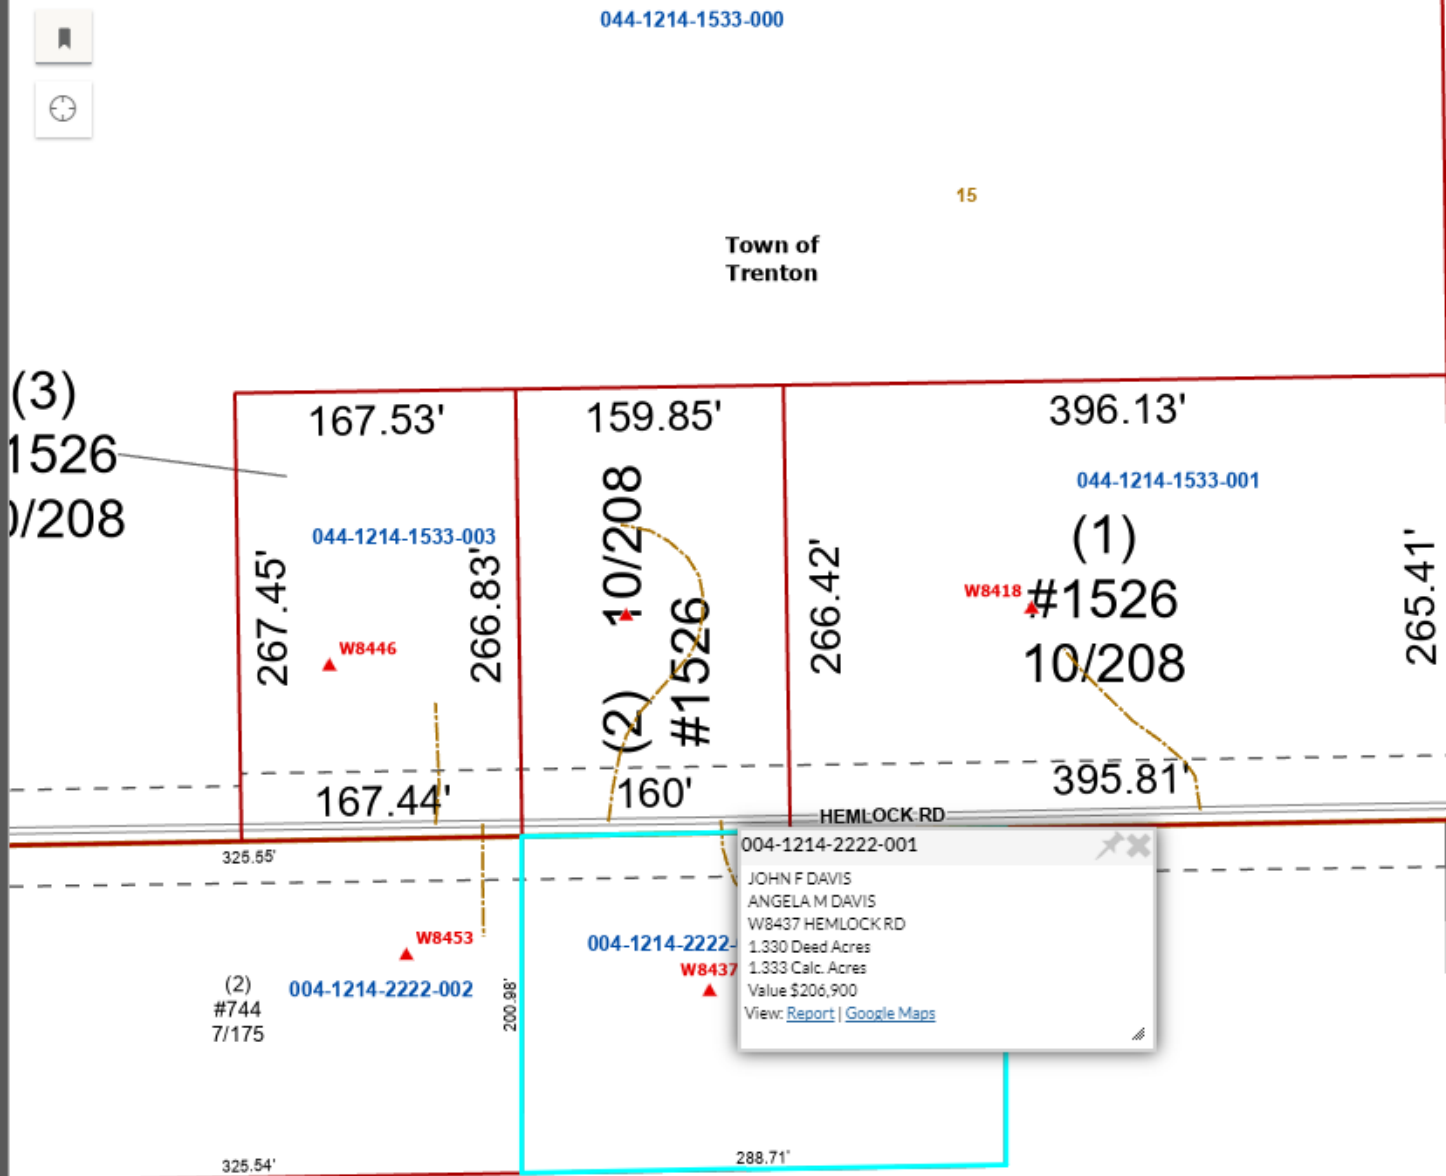 044-1214-1533-000
15
Town of
Trenton
(3)
1526
/208
167.53'
159.85'
396.13'
044-1214-1533-003
044-1214-1533-001
267.45'
266.83'
10/208
(2)
#1526
266.42'
(1)
#1526
10/208
265.41'
W8446
W8418
167.44'
160'
395.81'
HEMLOCK RD
325.55'
004-1214-2222-001
JOHN F DAVIS
ANGELA M DAVIS
W8437 HEMLOCK RD
1.330 Deed Acres
1.333 Calc. Acres
Value $206,900
View: Report | Google Maps
W8453
004-1214-2222-002
(2)
#744
7/175
200.98'
004-1214-2222-
W8437
325.54'
288.71'